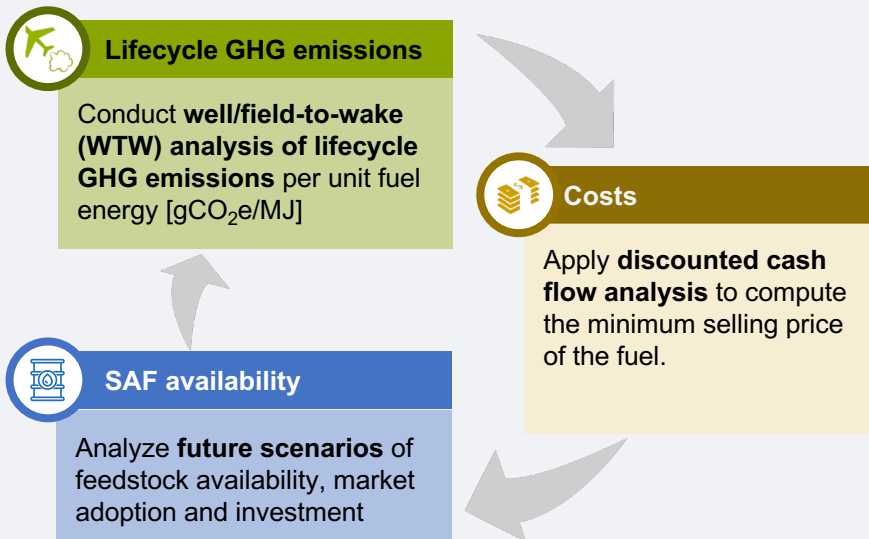 Lifecycle GHG emissions
Conduct well/field-to-wake
(WTW) analysis of lifecycle
GHG emissions per unit fuel
energy [gCO₂e/MJ]
Costs
Apply discounted cash
flow analysis to compute
the minimum selling price
of the fuel.
SAF availability
Analyze future scenarios of
feedstock availability, market
adoption and investment